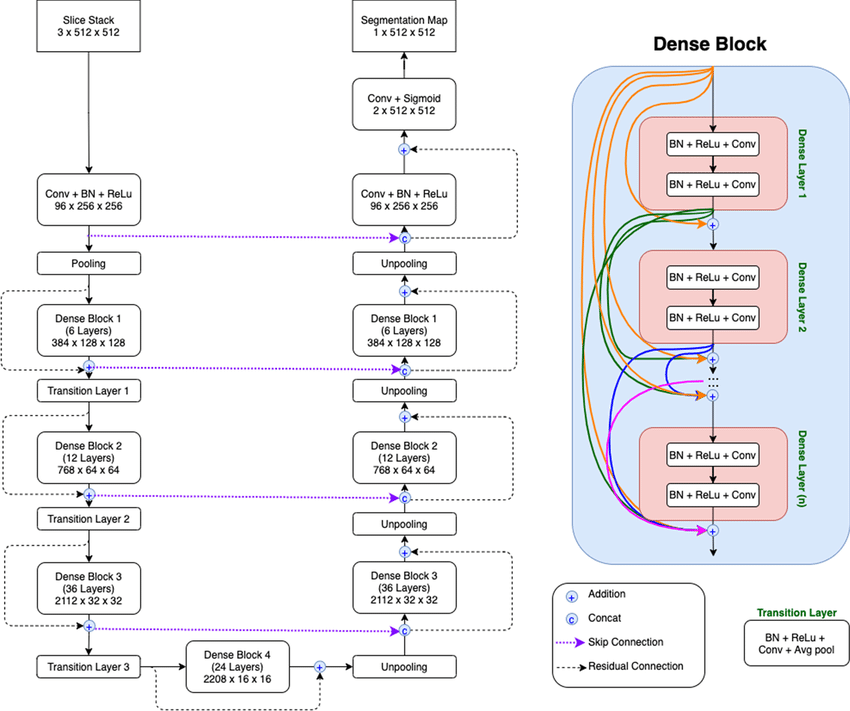 Slice Stack
3 x 512 x 512
Conv + BN + ReLu
96 x 256 x 256
Pooling
Dense Block 1
(6 Layers)
384 x 128 x 128
+
Transition Layer 1
Dense Block 2
(12 Layers)
768 x 64 x 64
+
Transition Layer 2
Dense Block 3
(36 Layers)
2112 x 32 x 32
+
Transition Layer 3
Dense Block 4
(24 Layers)
2208 x 16 x 16
+
Segmentation Map
1 x 512 x 512
Conv + Sigmoid
2 x 512 x 512
+
Conv + BN + ReLU
96 x 256 x 256
C
Unpooling
+
Dense Block 1
(6 Layers)
384 x 128 x 128
C
Unpooling
+
Dense Block 2
(12 Layers)
768 x 64 x 64
C
Unpooling
+
Dense Block 3
(36 Layers)
2112 x 32 x 32
C
Unpooling
Dense Block
BN + ReLu + Conv
BN + ReLu + Conv
Dense Layer 1
+
BN + ReLu + Conv
BN + ReLu + Conv
Dense Layer 2
+
+
BN + ReLu + Conv
BN + ReLu + Conv
Dense Layer (n)
+
+ Addition
C Concat
Skip Connection
Residual Connection
Transition Layer
BN + ReLu +
Conv + Avg pool